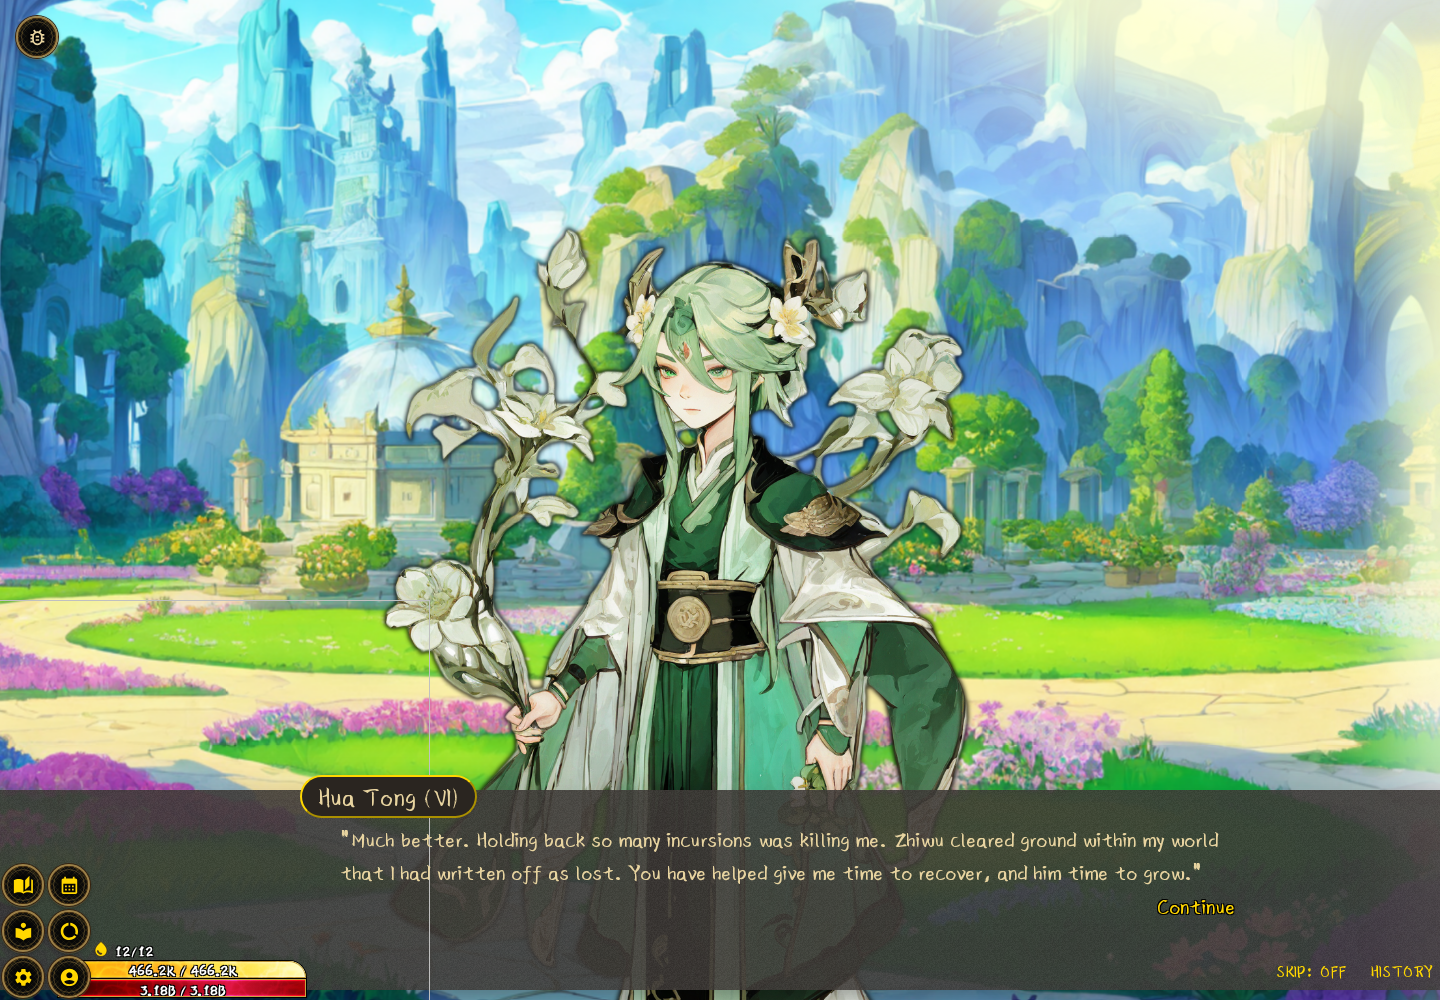 Hua Tong (VI)
"Much better. Holding back so many incursions was killing me. Zhiwu cleared ground within my world
that I had written off as lost. You have helped give me time to recover, and him time to grow."
Continue
12/12
466.2K / 466.2K
3.18B / 3.18B
SKIP: OFF HISTORY